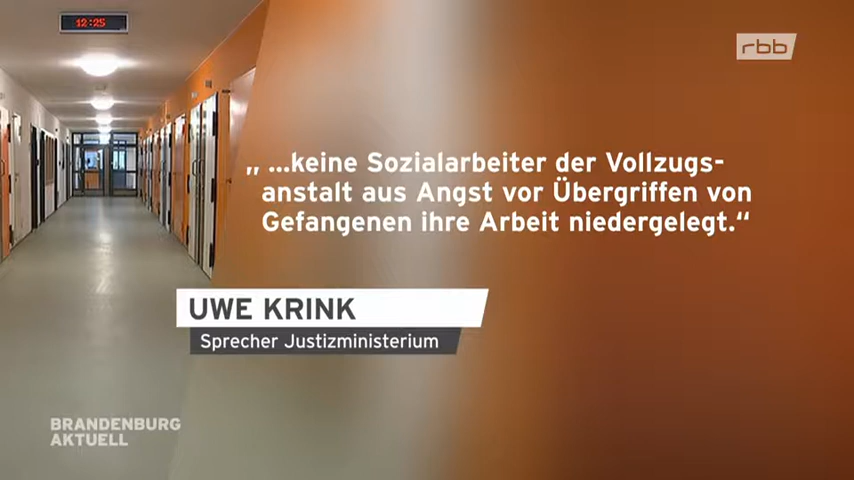 12:25
rbb
„ ...keine Sozialarbeiter der Vollzugs-
anstalt aus Angst vor Übergriffen von
Gefangenen ihre Arbeit niedergelegt.“
UWE KRINK
Sprecher Justizministerium
BRANDENBURG
AKTUELL